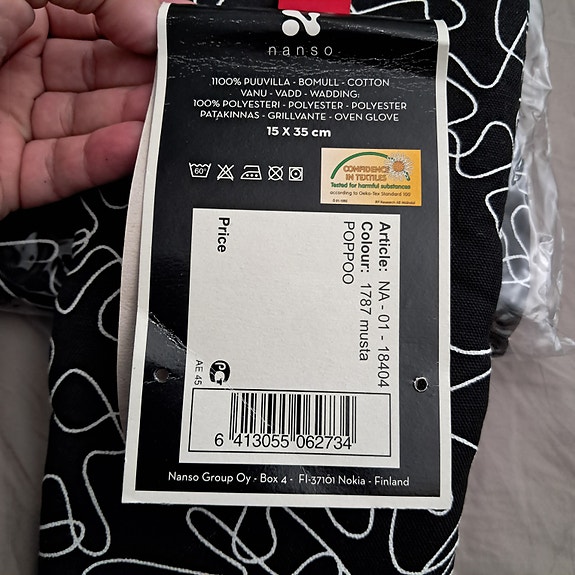 nanso
1100% PUUVILLA - BOMULL - COTTON
VANU - VADD - WADDING:
100% POLYESTERI - POLYESTER - POLYESTER
PATAKINNAS - GRILLVANTE - OVEN GLOVE
15 X 35 cm
60°
CONFIDENCE
IN TEXTILES
Tested for harmful substances
according to Oeko-Tex Standard 100
Article: NA - 01 - 18404
Colour: 1787 musta
POPPOO
Price
AE 45
6 413055 062734
Nanso Group Oy - Box 4 - FI-37101 Nokia - Finland